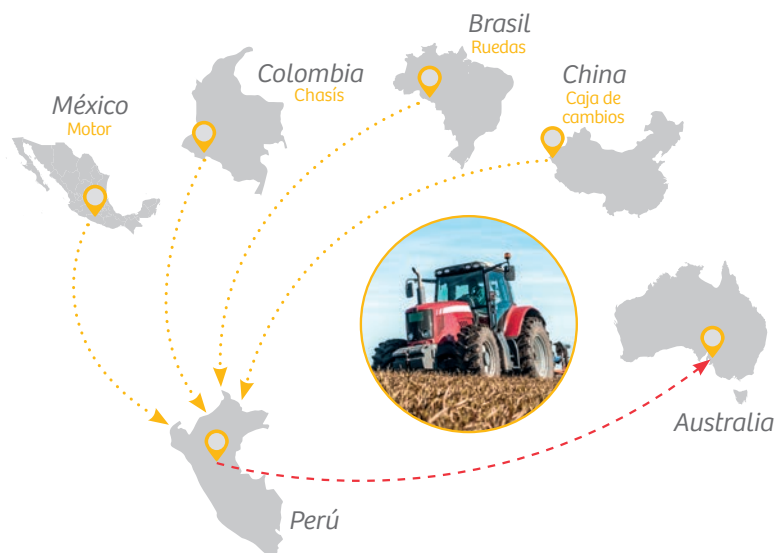 Brasil
Ruedas
Colombia
Chasís
China
Caja de
cambios
México
Motor
Australia
Perú